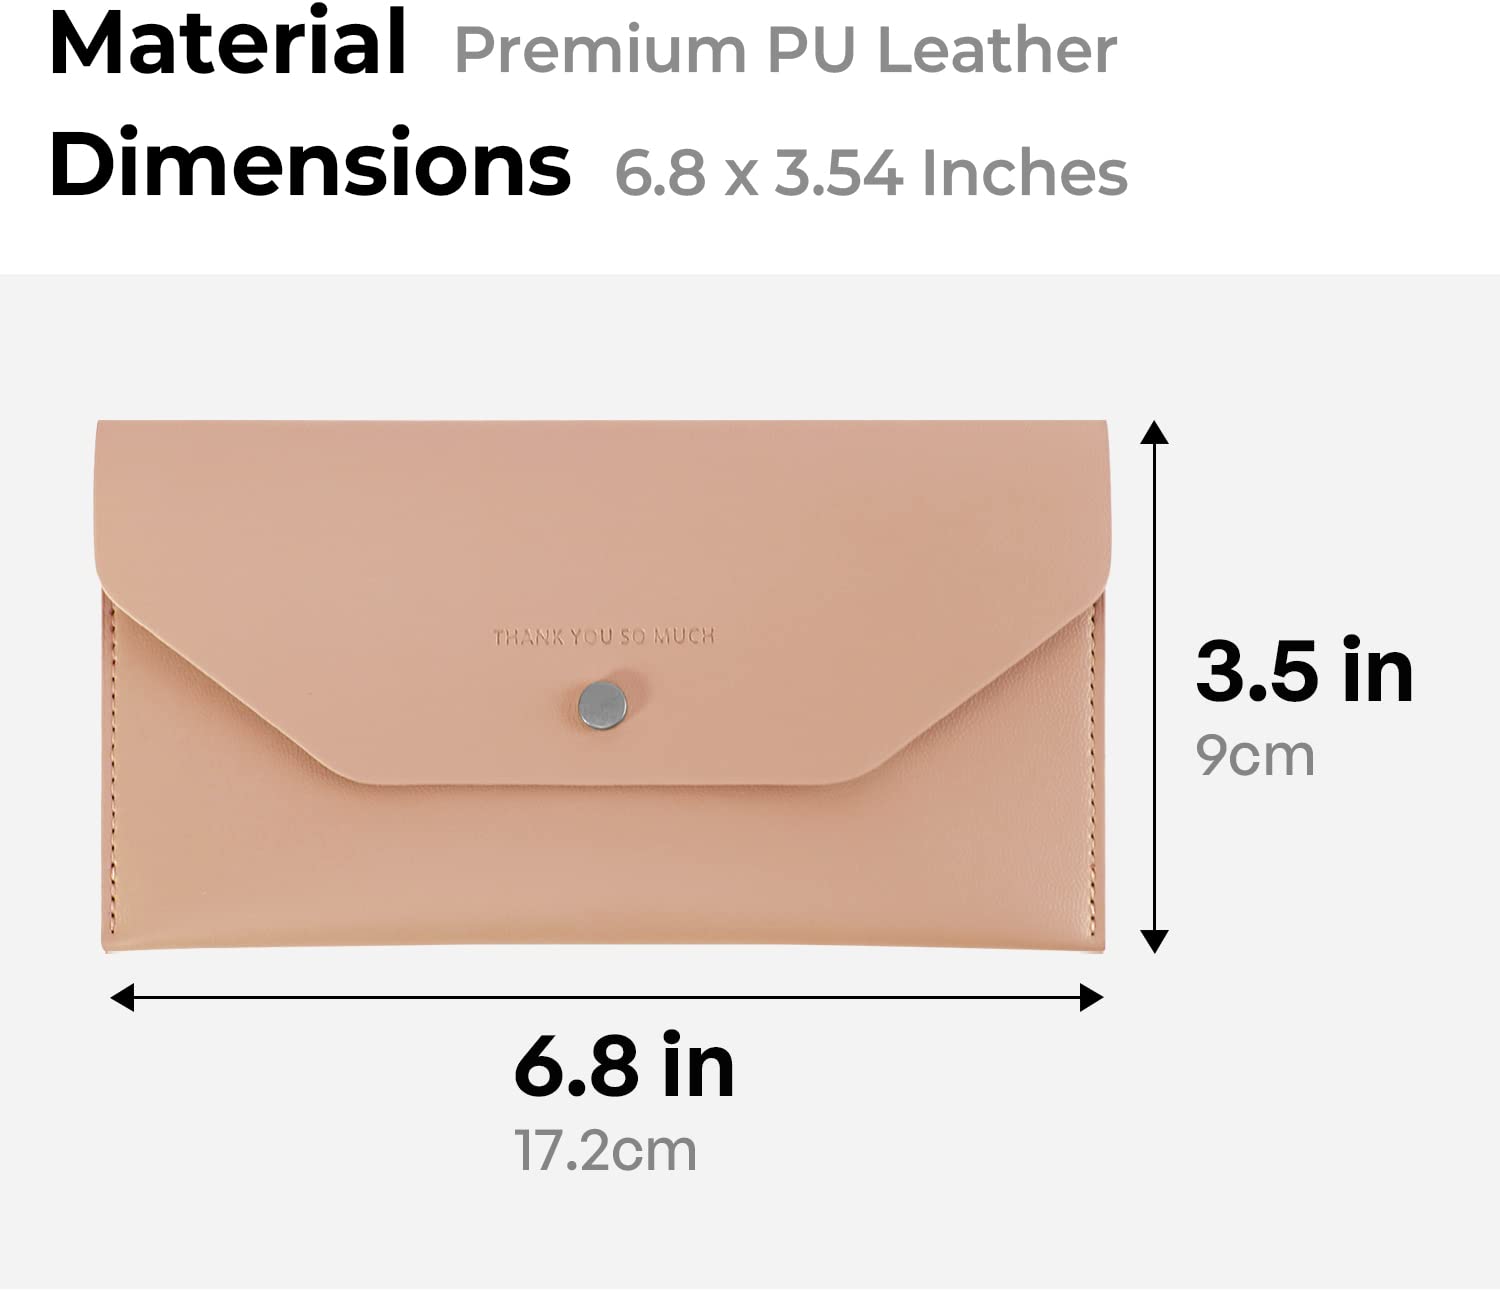 Material Premium PU Leather
Dimensions 6.8 x 3.54 Inches
THANK YOU SO MUCH
3.5 in
9cm
6.8 in
17.2cm